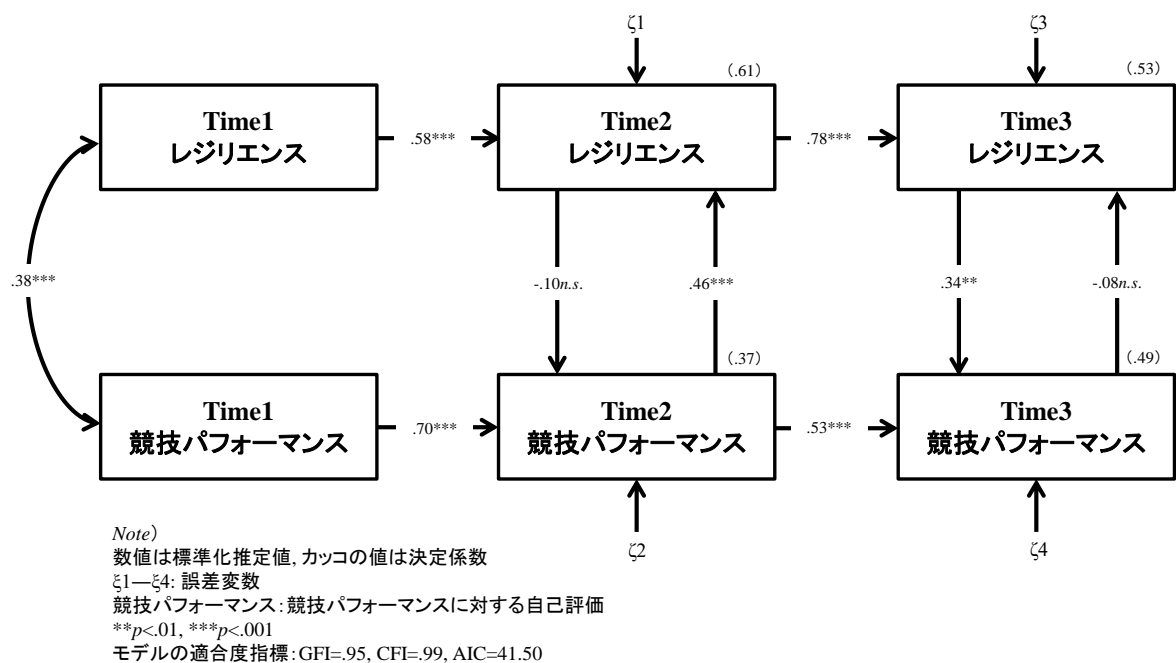 ζ1
ζ3
(.61)
(.53)
Time1
レジリエンス
.58***
Time2
レジリエンス
.78***
Time3
レジリエンス
.38***
-.10n.s.
.46***
.34**
-.08n.s.
(.37)
(.49)
Time1
競技パフォーマンス
.70***
Time2
競技パフォーマンス
.53***
Time3
競技パフォーマンス
ζ2
ζ4
Note)
数値は標準化推定値, カッコの値は決定係数
ξ1―ξ4: 誤差変数
競技パフォーマンス:競技パフォーマンスに対する自己評価
**p<.01, ***p<.001
モデルの適合度指標:GFI=.95, CFI=.99, AIC=41.50